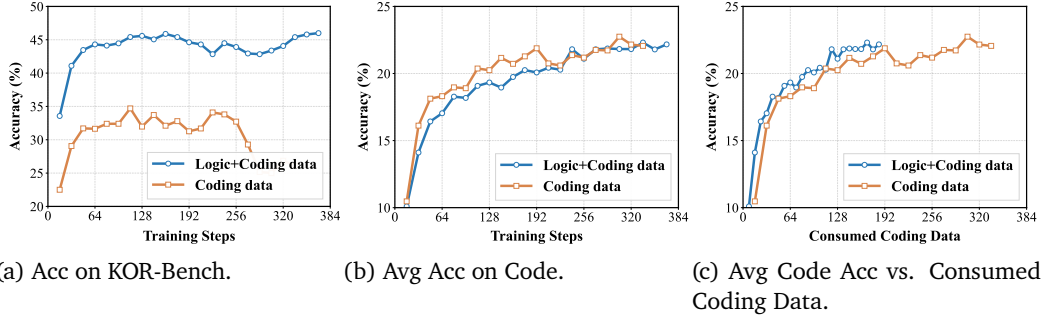 50
45
40
35
30
25
20
0 64 128 192 256 320 384
Accuracy (%)
Training Steps
Logic+Coding data
Coding data
25
20
15
10
0 64 128 192 256 320 384
Accuracy (%)
Training Steps
Logic+Coding data
Coding data
25
20
15
10
0 64 128 192 256 320 384
Accuracy (%)
Consumed Coding Data
Logic+Coding data
Coding data
(a) Acc on KOR-Bench.
(b) Avg Acc on Code.
(c) Avg Code Acc vs. Consumed
Coding Data.